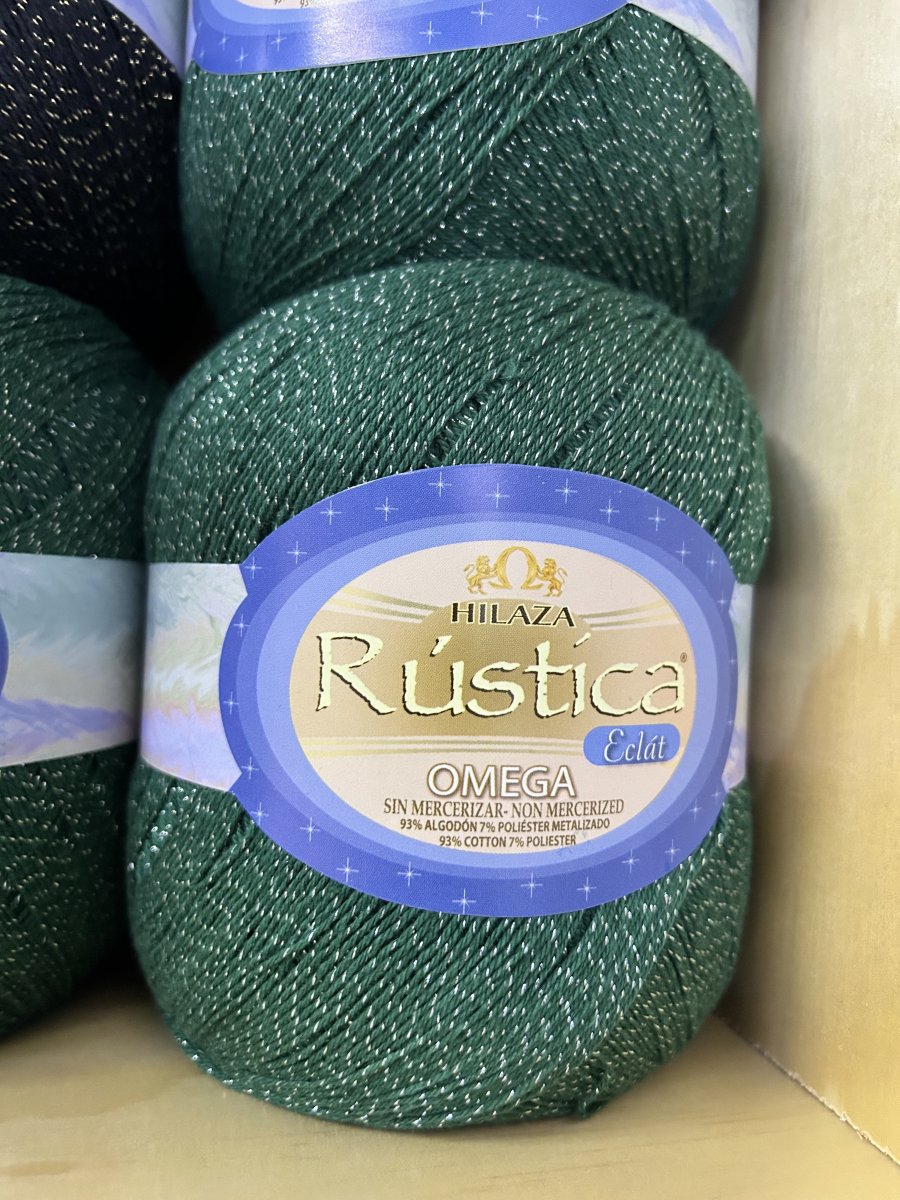 HILAZA
Rústica®
Eclát
OMEGA
SIN MERCERIZAR- NON MERCERIZED
93% ALGODÓN 7% POLIÉSTER METALIZADO
93% COTTON 7% POLIESTER